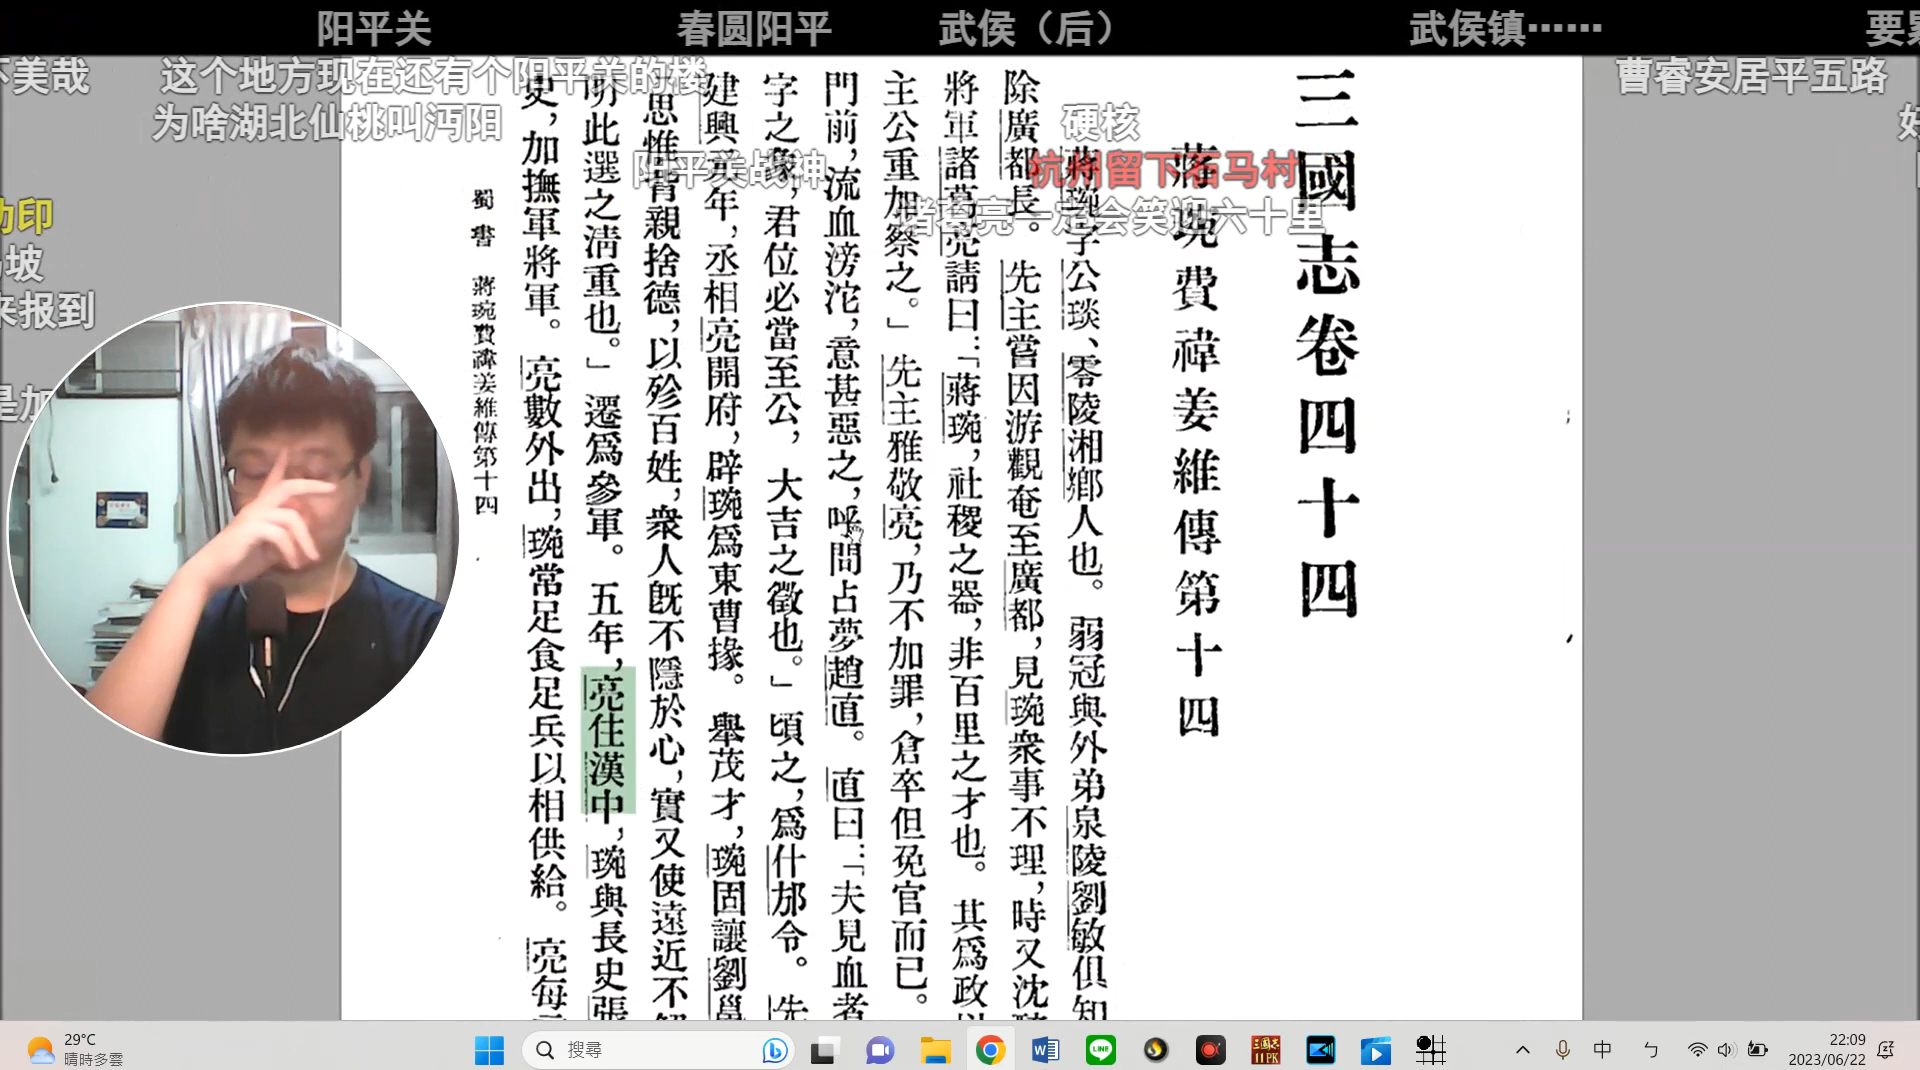 阳平关
春圆阳平
武侯（后）
武侯镇……
这个地方现在还有个阳平关的楼
曹睿安居平五路
为啥湖北仙桃叫沔阳
硬核
阳平关战神
杭州留下石马村
诸葛亮一定会笑迎六十里
不美哉
来报到
三國志卷四十四
蔣琬費禕姜維傳第十四
蔣琬字公琰、零陵湘鄉人也。弱冠與外弟泉陵劉敏俱知
除廣都長。先主嘗因游觀奄至廣都，見琬衆事不理，時又沈
將軍諸葛亮請曰：「蔣琬，社稷之器，非百里之才也。其爲政
主公重加察之。」先主雅敬亮，乃不加罪，倉卒但免官而已。
門前，流血滂沱，意甚惡之，呼問占夢趙直。直曰：「夫見血者
字之象，君位必當至公，大吉之徵也。」頃之，爲什邡令。先
建興元年，丞相亮開府，辟琬爲東曹掾。舉茂才，琬固讓劉邕
思惟背親捨德，以殄百姓，衆人既不隱於心，實又使遠近不
明此選之淸重也。」遷爲參軍。五年，亮住漢中，琬與長史張
史，加撫軍將軍。亮數外出，琬常足食足兵以相供給。亮每
蜀書 蔣琬費禕姜維傳第十四
29°C
晴時多雲
搜尋
中
ㄅ
22:09
2023/06/22